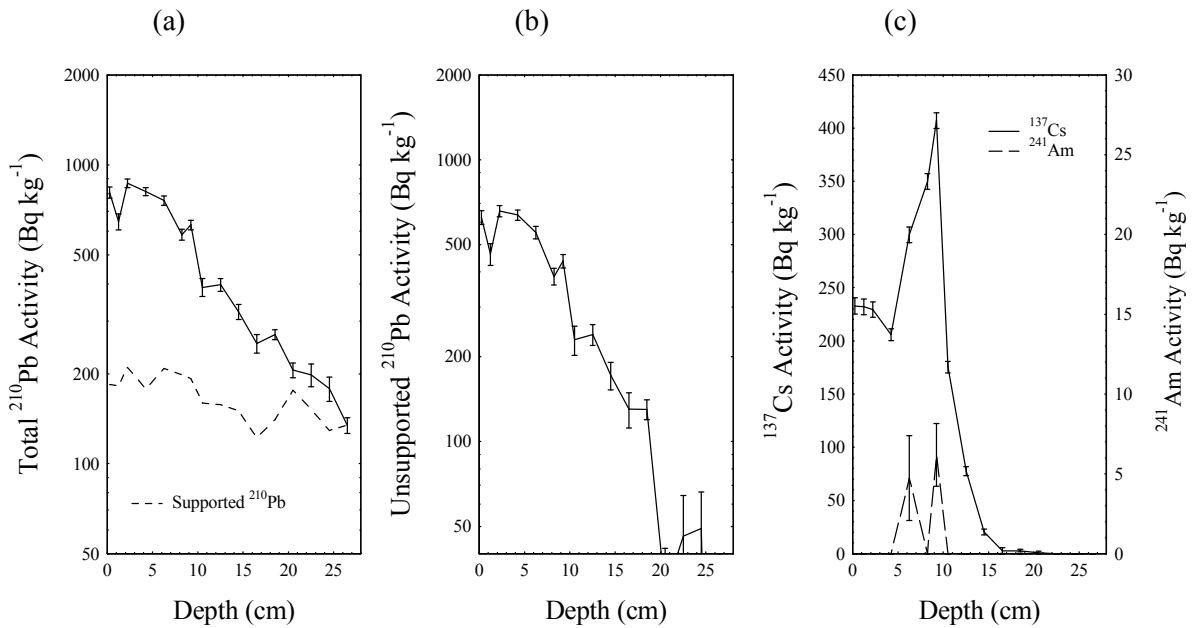 (a)
(b)
(c)
2000
1000
500
200
100
50
Total ²¹⁰Pb Activity (Bq kg⁻¹)
Supported ²¹⁰Pb
0 5 10 15 20 25
Depth (cm)
2000
1000
500
200
100
50
Unsupported ²¹⁰Pb Activity (Bq kg⁻¹)
0 5 10 15 20 25
Depth (cm)
450
400
350
300
250
200
150
100
50
0
¹³⁷Cs Activity (Bq kg⁻¹)
¹³⁷Cs
²⁴¹Am
30
25
20
15
10
5
0
²⁴¹Am Activity (Bq kg⁻¹)
0 5 10 15 20 25
Depth (cm)